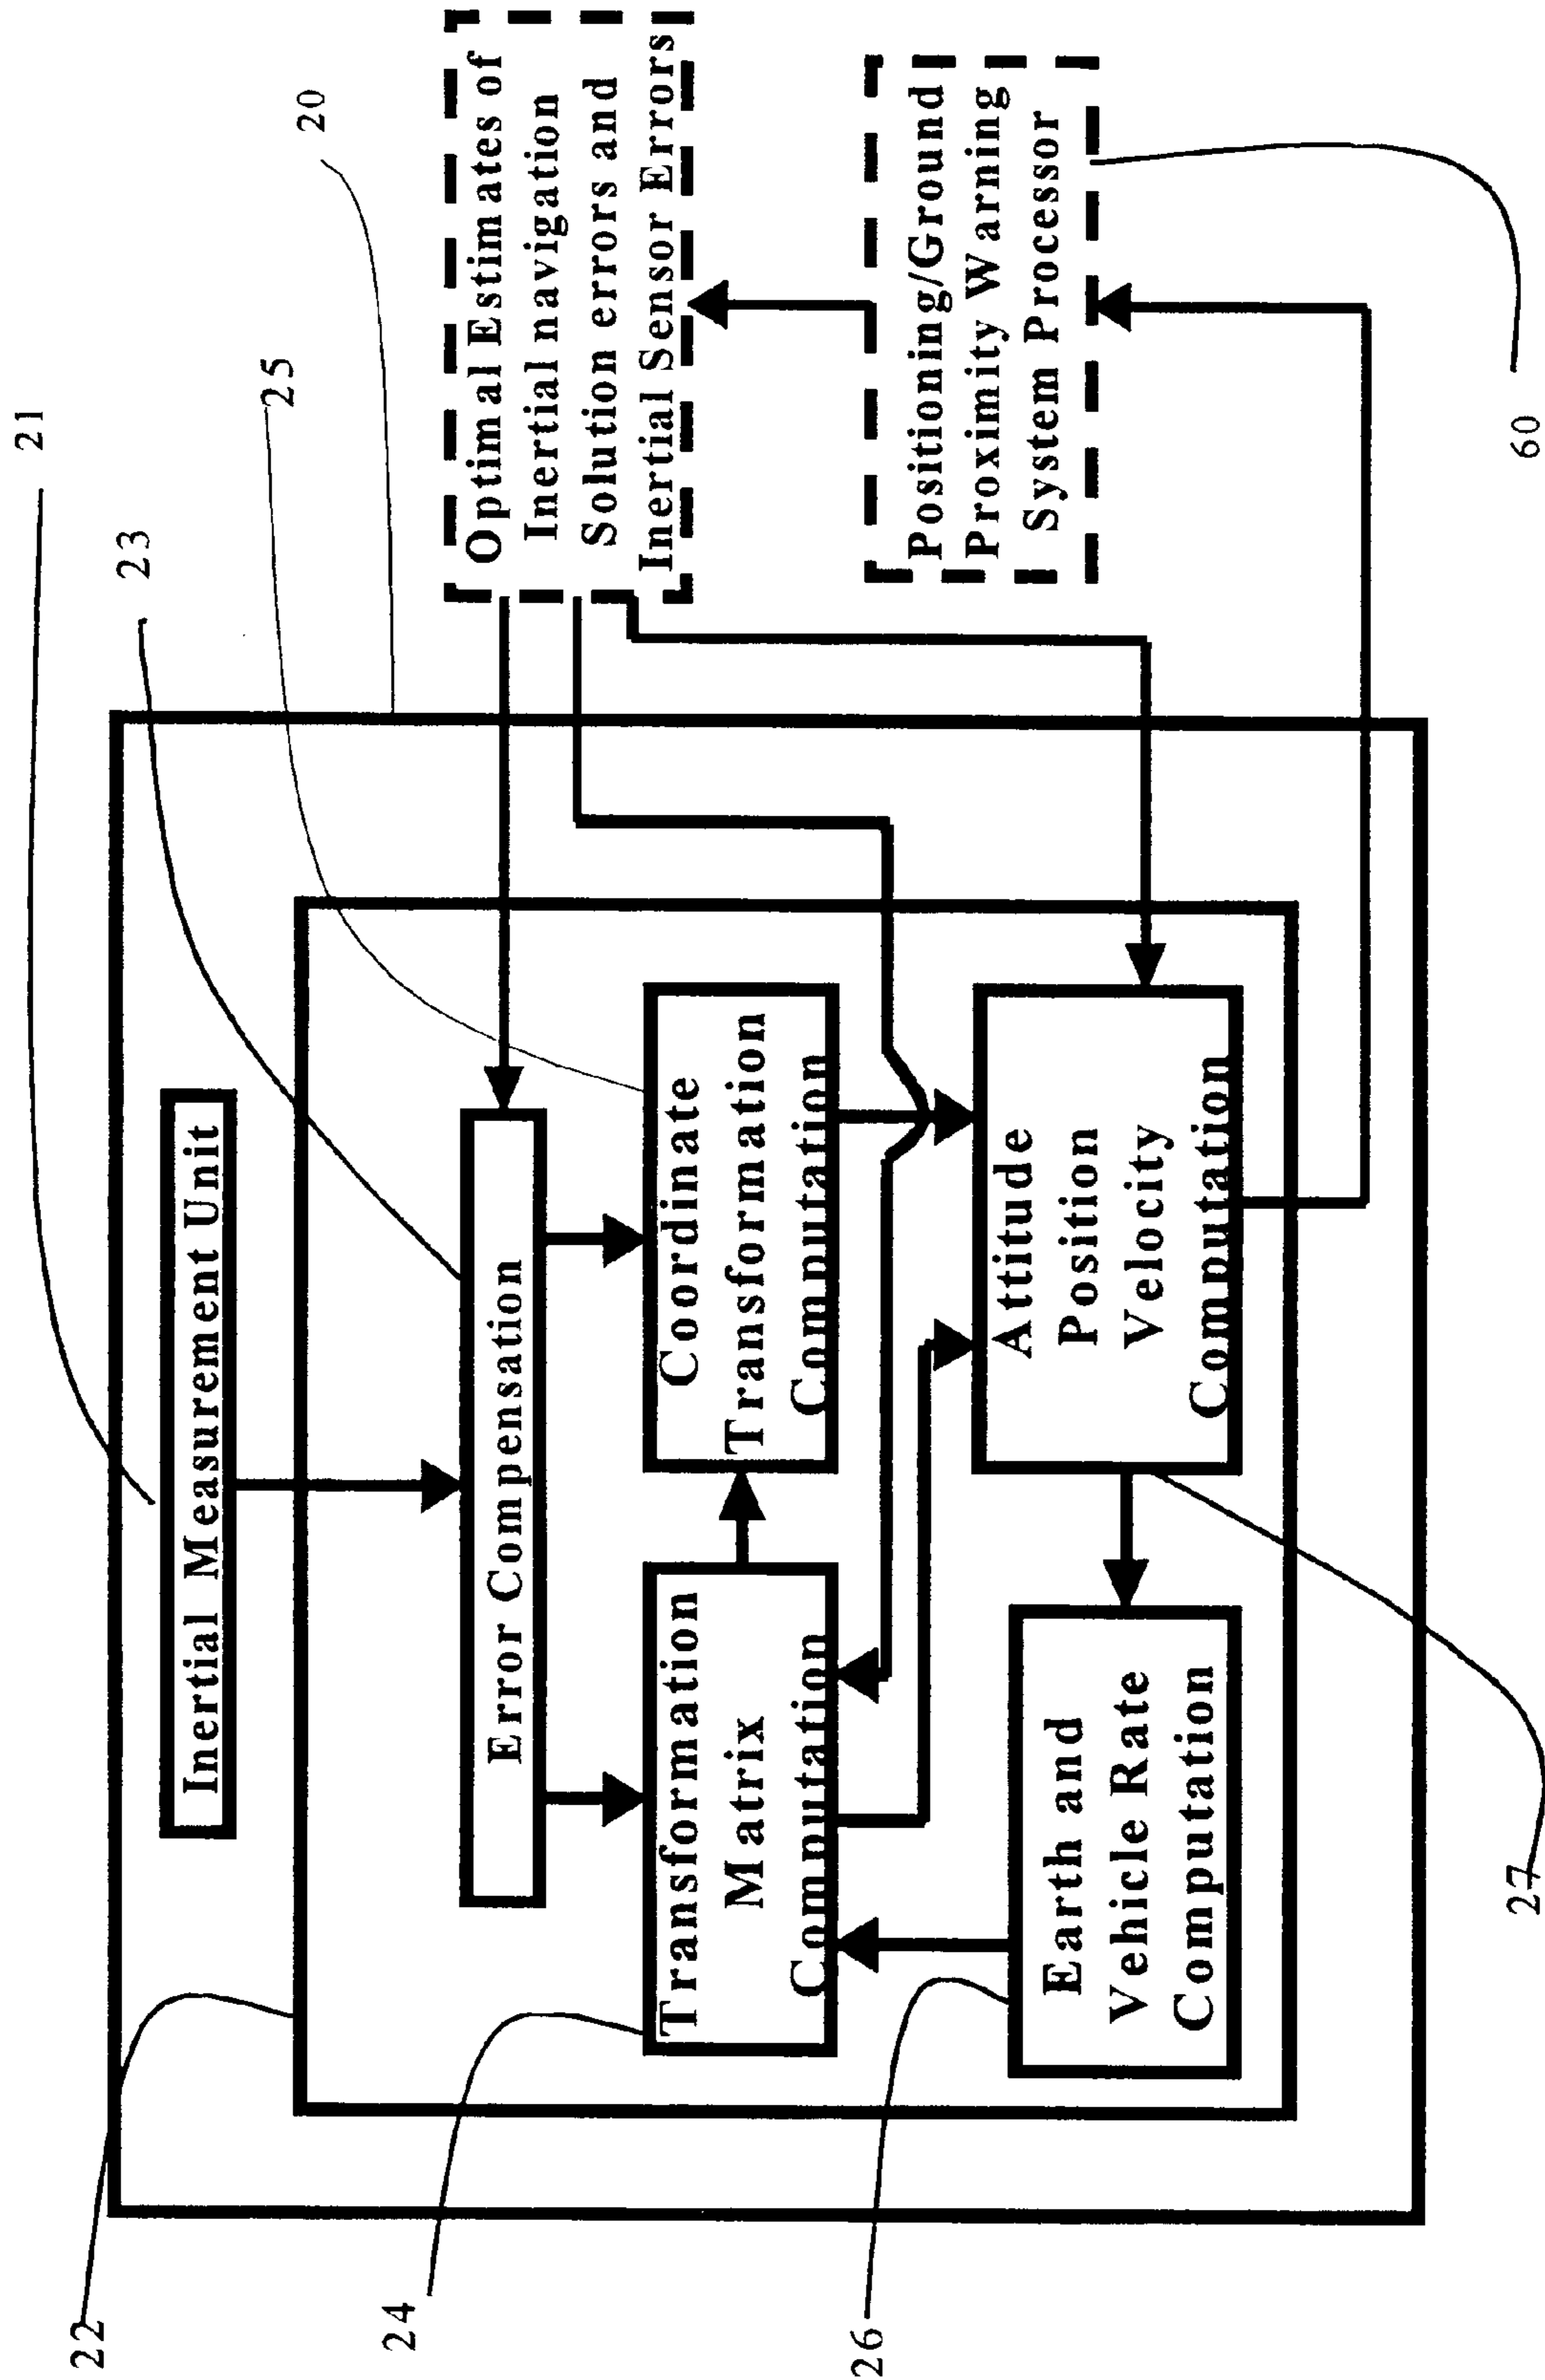 21
23
25
20
22
24
26
27
60
Inertial Measurement Unit
Error Compensation
Transformation
Matrix
Computation
Coordinate
Transformation
Computation
Earth and
Vehicle Rate
Computation
Attitude
Position
Velocity
Computation
Optimal Estimates of
Inertial navigation
Solution errors and
Inertial Sensor Errors
Positioning/Ground
Proximity Warning
System Processor